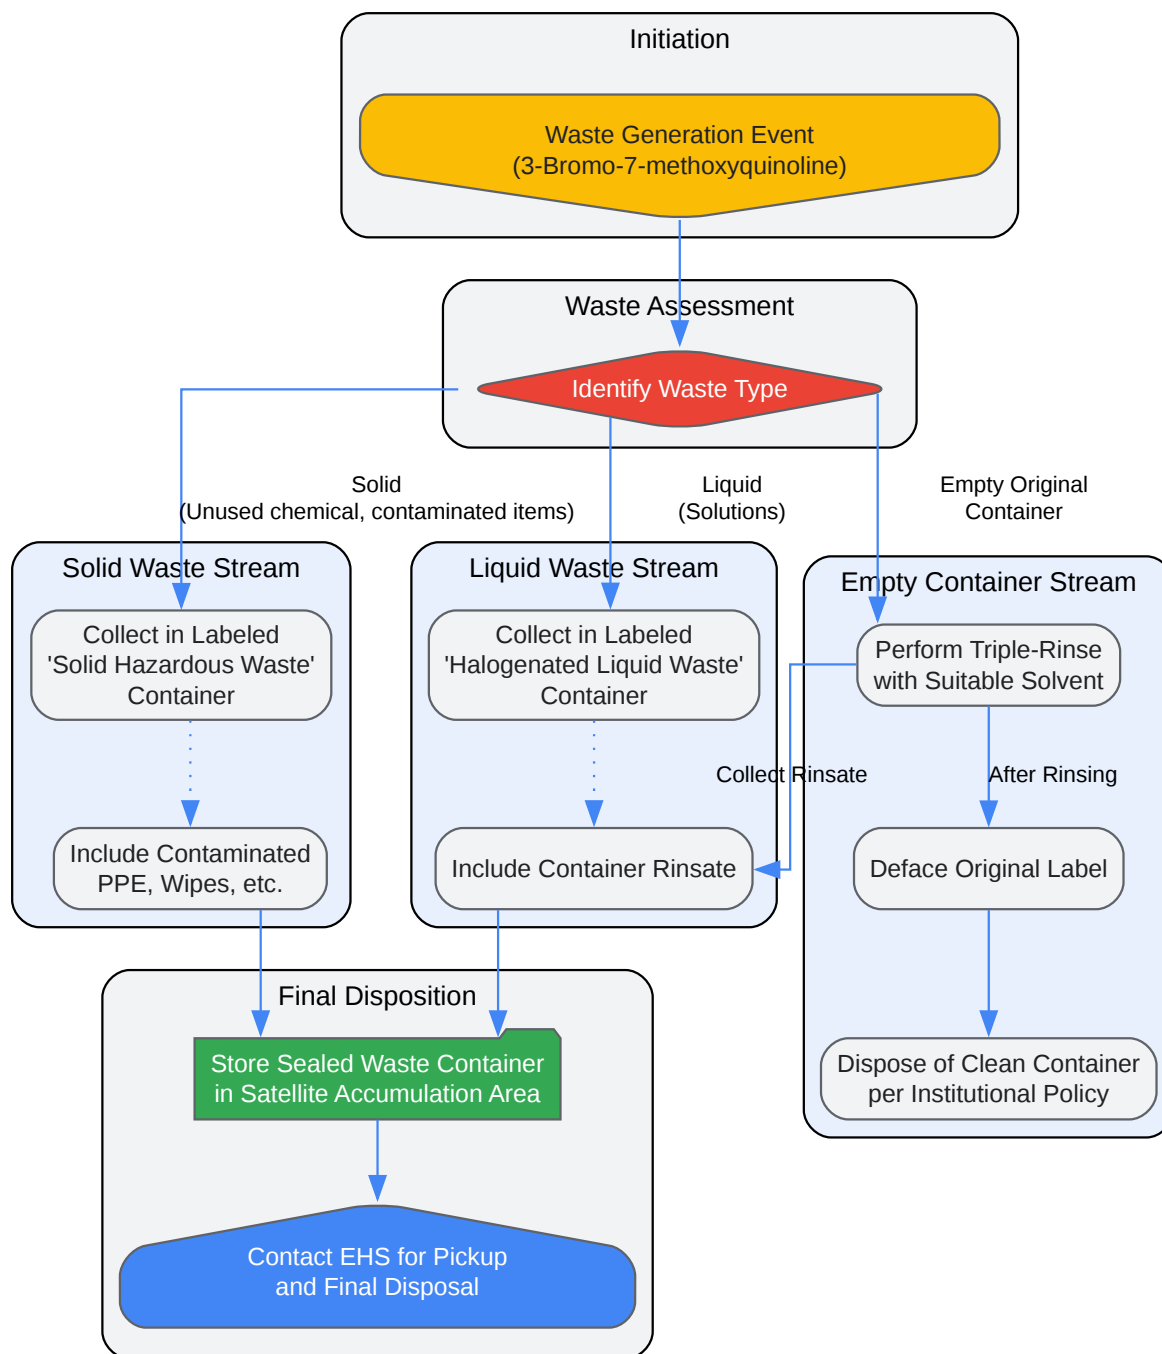 Initiation
Waste Generation Event
(3-Bromo-7-methoxyquinoline)
Waste Assessment
Identify Waste Type
Solid
(Unused chemical, contaminated items)
Liquid
(Solutions)
Empty Original
Container
Solid Waste Stream
Collect in Labeled
'Solid Hazardous Waste'
Container
Include Contaminated
PPE, Wipes, etc.
Liquid Waste Stream
Collect in Labeled
'Halogenated Liquid Waste'
Container
Include Container Rinsate
Empty Container Stream
Perform Triple-Rinse
with Suitable Solvent
Collect Rinsate
After Rinsing
Deface Original Label
Dispose of Clean Container
per Institutional Policy
Final Disposition
Store Sealed Waste Container
in Satellite Accumulation Area
Contact EHS for Pickup
and Final Disposal